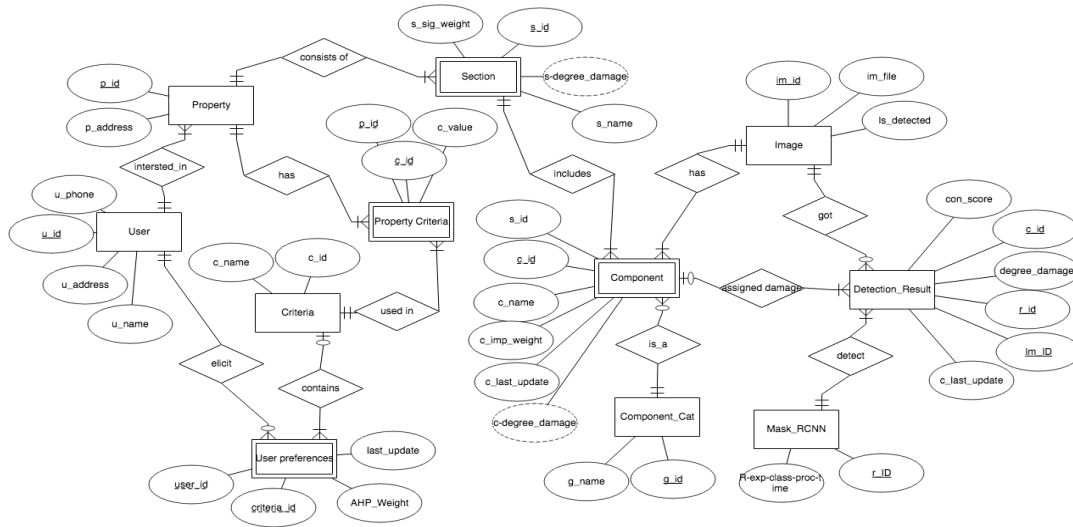 s_sig_weight
s_id
consists of
Section
s-degree_damage
s_name
p_id
Property
p_address
im_id
im_file
Is_detected
Image
p_id
c_value
c_id
intersted_in
has
includes
has
got
u_phone
u_id
User
u_address
u_name
Property Criteria
c_name
c_id
Criteria
used in
s_id
g_id
Component
c_name
c_imp_weight
c_last_update
c-degree_damage
assigned damage
con_score
c_id
degree_damage
Detection_Result
r_id
Im_ID
c_last_update
elicit
contains
is_a
detect
Component_Cat
g_name
g_id
Mask_RCNN
R-exp-class-proc-t
ime
r_ID
User preferences
last_update
user_id
criteria_id
AHP_Weight